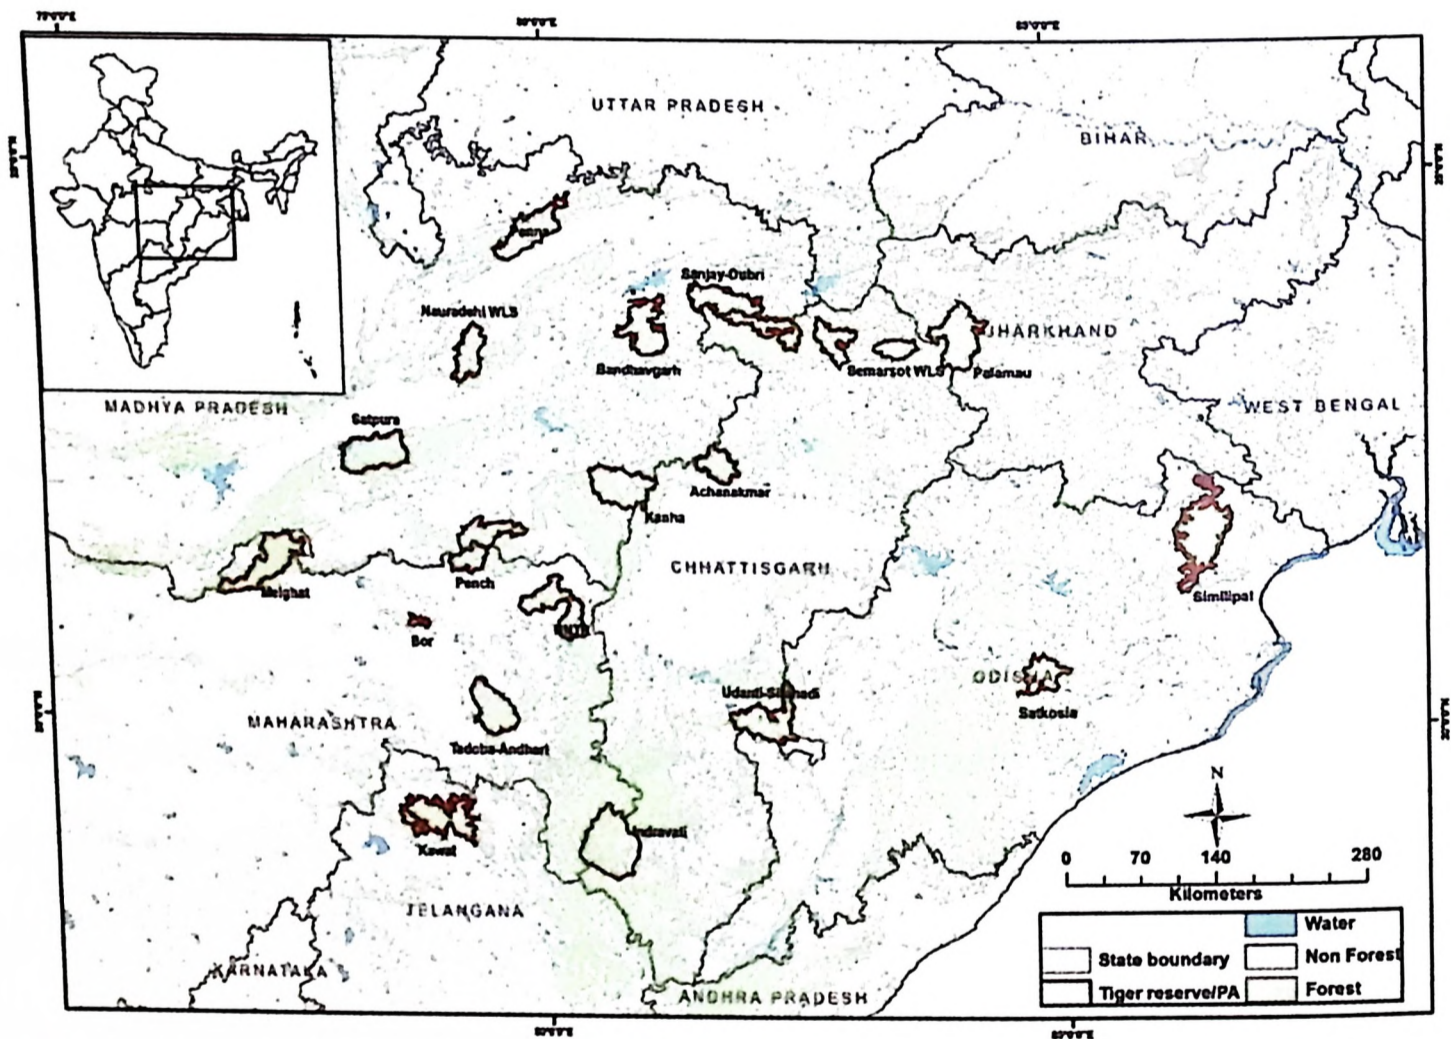 UTTAR PRADESH
BIHAR
Panna
Sanjay-Dubri
Nauradehi WLS
JHARKHAND
Bandhavgarh
Semarsot WLS
Palamau
MADHYA PRADESH
WEST BENGAL
Satpura
Achanakmar
Kanha
CHHATTISGARH
Pench
Melghat
Similipal
Bor
ODISHA
Udanti-Sitanadi
Satkosia
MAHARASHTRA
Tadoba-Andhari
Indravati
Kawal
N
0 70 140 280
Kilometers
TELANGANA
Water
State boundary
Non Forest
Tiger reserve/PA
Forest
KARNATAKA
ANDHRA PRADESH